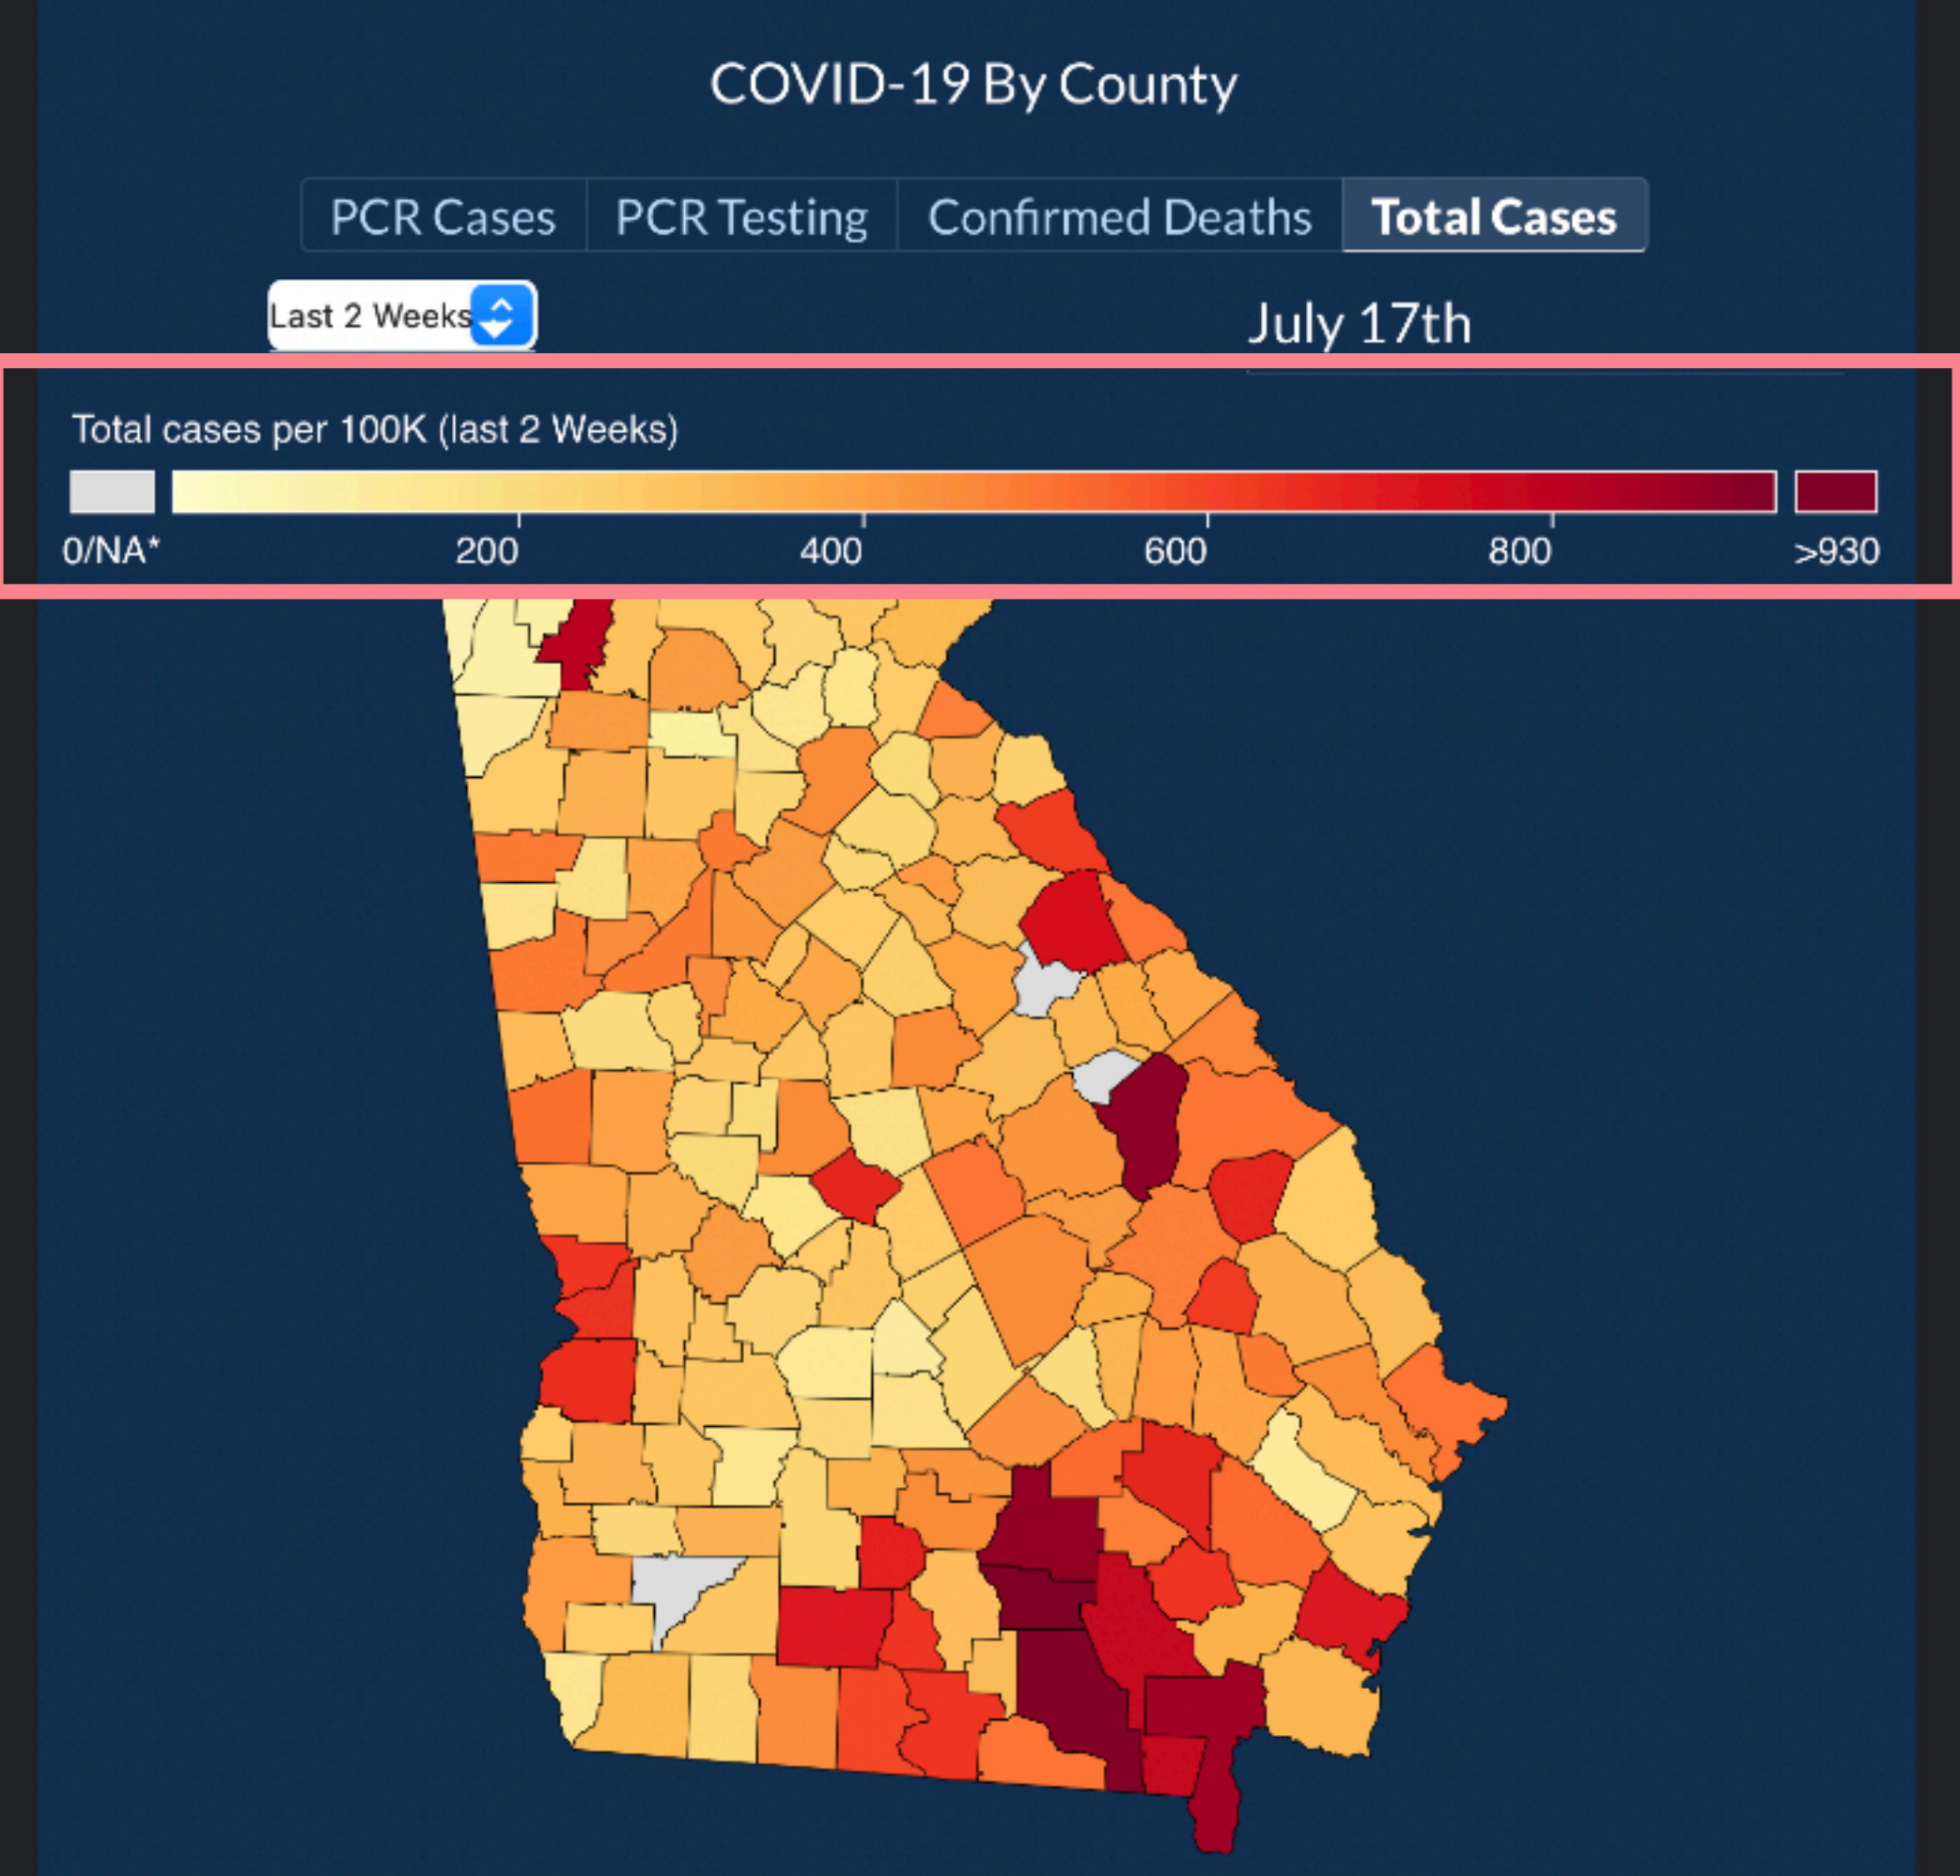 COVID-19 By County
PCR Cases PCR Testing Confirmed Deaths Total Cases
Last 2 Weeks July 17th
Total cases per 100K (last 2 Weeks)
0/NA* 200 400 600 800 >930